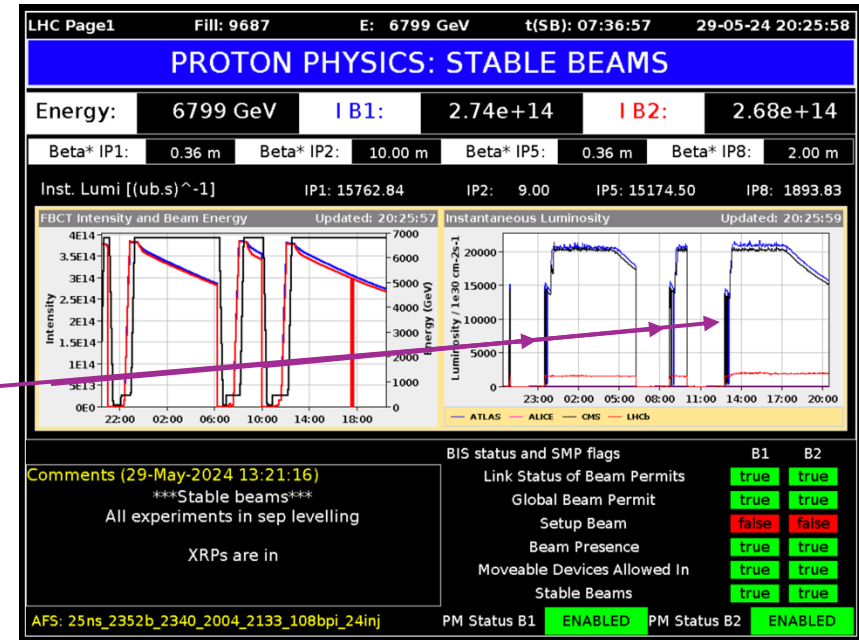 LHC Page1 Fill: 9687 E: 6799 GeV t(SB): 07:36:57 29-05-24 20:25:58
PROTON PHYSICS: STABLE BEAMS
Energy: 6799 GeV I B1: 2.74e+14 I B2: 2.68e+14
Beta* IP1: 0.36 m Beta* IP2: 10.00 m Beta* IP5: 0.36 m Beta* IP8: 2.00 m
Inst. Lumi [(ub.s)^-1] IP1: 15762.84 IP2: 9.00 IP5: 15174.50 IP8: 1893.83
FBCT Intensity and Beam Energy Updated: 20:25:57
4E14
3.5E14
3E14
2.5E14
2E14
1.5E14
1E14
5E13
0E0
Intensity
7000
6000
5000
4000
3000
2000
1000
0
Energy (GeV)
22:00 02:00 06:00 10:00 14:00 18:00
Instantaneous Luminosity Updated: 20:25:59
Luminosity / 1e30 cm-2s-1
20000
15000
10000
5000
0
23:00 02:00 05:00 08:00 11:00 14:00 17:00 20:00
ATLAS ALICE CMS LHCb
Comments (29-May-2024 13:21:16)
***Stable beams***
All experiments in sep levelling
XRPs are in
BIS status and SMP flags B1 B2
Link Status of Beam Permits true true
Global Beam Permit true true
Setup Beam false false
Beam Presence true true
Moveable Devices Allowed In true true
Stable Beams true true
AFS: 25ns_2352b_2340_2004_2133_108bpi_24inj PM Status B1 ENABLED PM Status B2 ENABLED